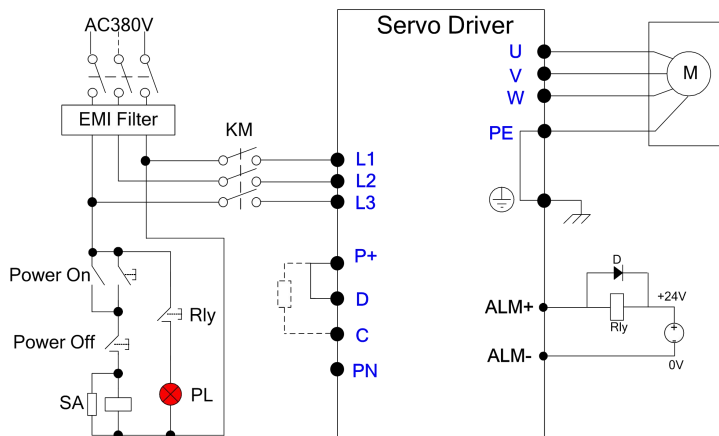 AC380V
Servo Driver
U
V
W
M
EMI Filter
KM
PE
L1
L2
L3
P+
D
Power On
D
+24V
Rly
ALM+
Rly
Power Off
C
ALM-
0V
PN
SA
PL